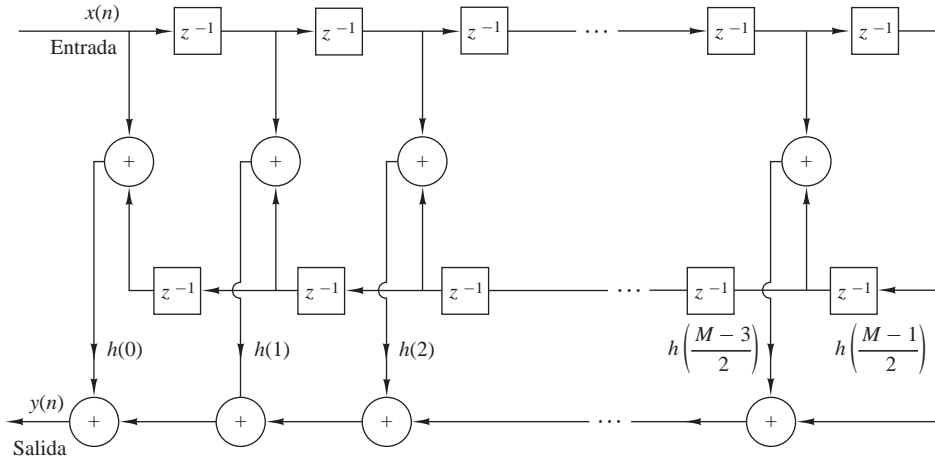 x(n)
Entrada
z⁻¹
z⁻¹
z⁻¹
...
z⁻¹
z⁻¹
+
+
+
+
z⁻¹
z⁻¹
z⁻¹
...
z⁻¹
z⁻¹
h(0)
h(1)
h(2)
h((M − 3)/2)
h((M − 1)/2)
y(n)
+
+
+
...
+
Salida